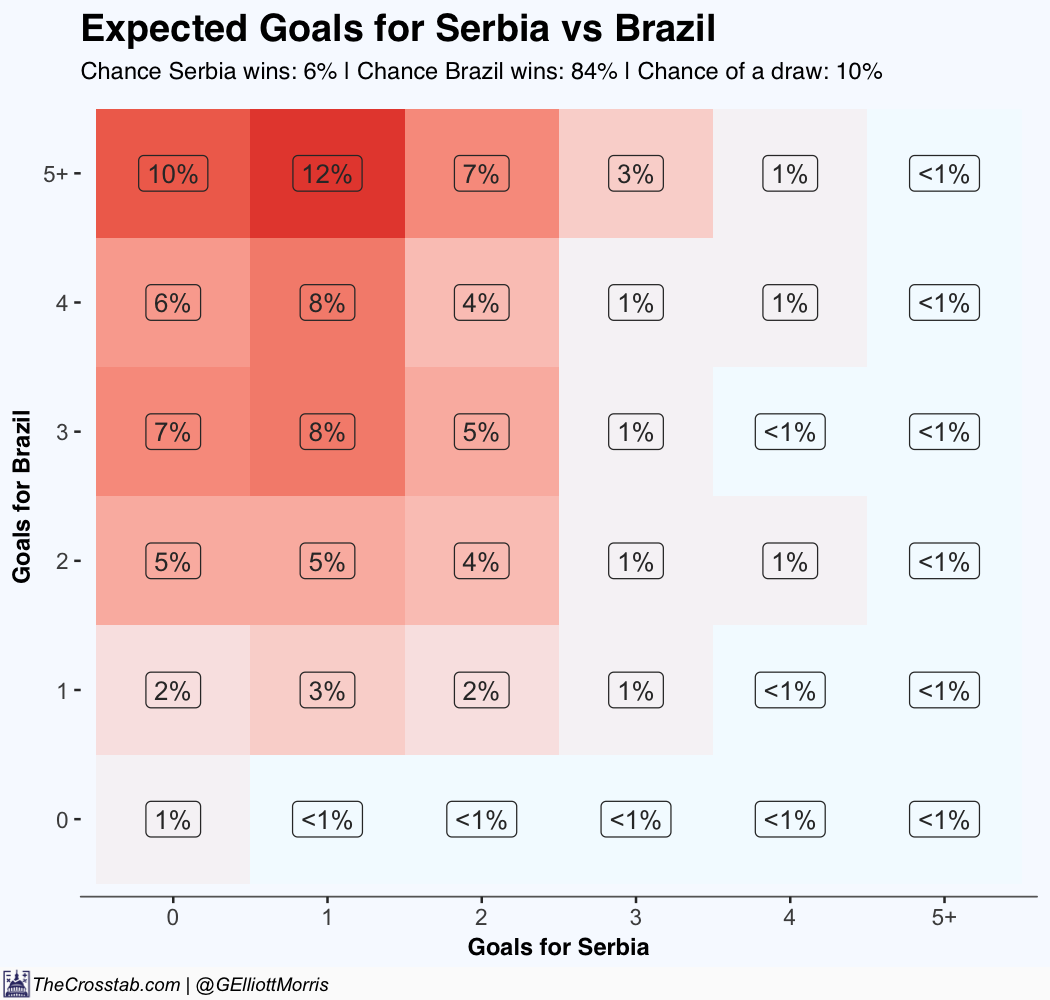 Expected Goals for Serbia vs Brazil
Chance Serbia wins: 6% | Chance Brazil wins: 84% | Chance of a draw: 10%
Goals for Brazil
5+ 10% 12% 7% 3% 1% <1%
4 6% 8% 4% 1% 1% <1%
3 7% 8% 5% 1% <1% <1%
2 5% 5% 4% 1% 1% <1%
1 2% 3% 2% 1% <1% <1%
0 1% <1% <1% <1% <1% <1%
0 1 2 3 4 5+
Goals for Serbia
TheCrosstab.com | @GElliottMorris